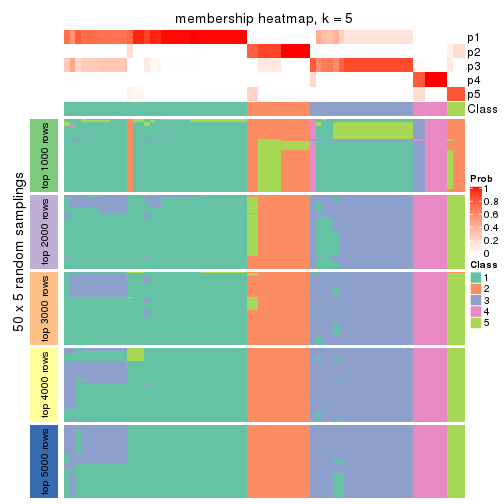 membership heatmap, k = 5
p1
p2
p3
p4
p5
Class
50 x 5 random samplings
top 1000 rows
top 2000 rows
top 3000 rows
top 4000 rows
top 5000 rows
Prob
1
0.8
0.6
0.4
0.2
0
Class
1
2
3
4
5